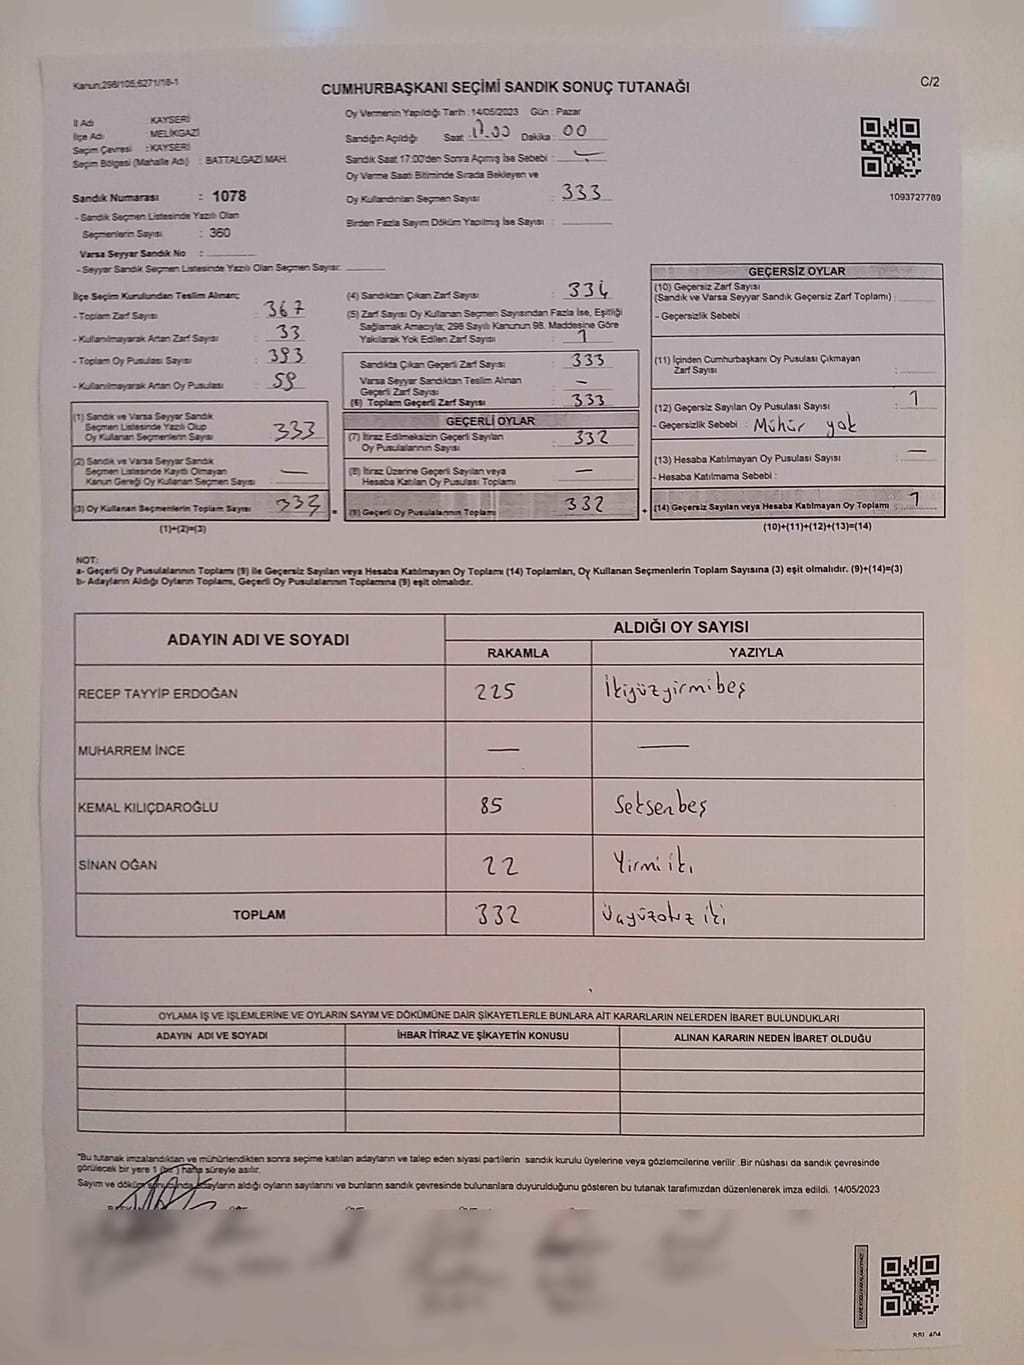 Kanun;298/105,6271/18-1
C/2
CUMHURBAŞKANI SEÇİMİ SANDIK SONUÇ TUTANAĞI
İl Adı : KAYSERİ
İlçe Adı : MELİKGAZİ
Seçim Çevresi : KAYSERİ
Seçim Bölgesi (Mahalle Adı) : BATTALGAZİ MAH.
Sandık Numarası : 1078
- Sandık Seçmen Listesinde Yazılı Olan
Seçmenlerin Sayısı : 360
Varsa Seyyar Sandık No :
- Seyyar Sandık Seçmen Listesinde Yazılı Olan Seçmen Sayısı:
Oy Vermenin Yapıldığı Tarih : 14/05/2023 Gün : Pazar
Sandığın Açıldığı Saat : 17.00 Dakika : 00
Sandık Saat 17:00'den Sonra Açımış İse Sebebi : -
Oy Verme Saati Bitiminde Sırada Bekleyen ve
Oy Kullandırılan Seçmen Sayısı : 333
Birden Fazla Sayım Döküm Yapılmış İse Sayısı :
1093727789
İlçe Seçim Kurulundan Teslim Alınan;
- Toplam Zarf Sayısı : 367
- Kullanılmayarak Artan Zarf Sayısı : 33
- Toplam Oy Pusulası Sayısı : 393
- Kullanılmayarak Artan Oy Pusulası : 59
(1) Sandık ve Varsa Seyyar Sandık
Seçmen Listesinde Yazılı Olup
Oy Kullanan Seçmenlerin Sayısı : 333
(2) Sandık ve Varsa Seyyar Sandık
Seçmen Listesinde Kayıtlı Olmayan
Kanun Gereği Oy Kullanan Seçmen Sayısı : —
(3) Oy Kullanan Seçmenlerin Toplam Sayısı : 333 =
(1)+(2)=(3)
(4) Sandıktan Çıkan Zarf Sayısı : 334
(5) Zarf Sayısı Oy Kullanan Seçmen Sayısından Fazla İse, Eşitliği
Sağlamak Amacıyla; 298 Sayılı Kanunun 98. Maddesine Göre
Yakılarak Yok Edilen Zarf Sayısı : 1
Sandıkta Çıkan Geçerli Zarf Sayısı : 333
Varsa Seyyar Sandıktan Teslim Alınan
Geçerli Zarf Sayısı : —
(6) Toplam Geçerli Zarf Sayısı : 333
GEÇERLİ OYLAR
(7) İtiraz Edilmeksizin Geçerli Sayılan
Oy Pusulalarının Sayısı : 332
(8) İtiraz Üzerine Geçerli Sayılan veya
Hesaba Katılan Oy Pusulası Toplamı : —
(9) Geçerli Oy Pusulalarının Toplamı : 332 +
GEÇERSİZ OYLAR
(10) Geçersiz Zarf Sayısı
(Sandık ve Varsa Seyyar Sandık Geçersiz Zarf Toplamı) :
- Geçersizlik Sebebi :
(11) İçinden Cumhurbaşkanı Oy Pusulası Çıkmayan
Zarf Sayısı :
(12) Geçersiz Sayılan Oy Pusulası Sayısı : 1
- Geçersizlik Sebebi : Mühür yok
(13) Hesaba Katılmayan Oy Pusulası Sayısı : —
- Hesaba Katılmama Sebebi :
(14) Geçersiz Sayılan veya Hesaba Katılmayan Oy Toplamı : 1
(10)+(11)+(12)+(13)=(14)
NOT:
a- Geçerli Oy Pusulalarının Toplamı (9) ile Geçersiz Sayılan veya Hesaba Katılmayan Oy Toplamı (14) Toplamları, Oy Kullanan Seçmenlerin Toplam Sayısına (3) eşit olmalıdır. (9)+(14)=(3)
b- Adayların Aldığı Oyların Toplamı, Geçerli Oy Pusulalarının Toplamına (9) eşit olmalıdır.
ADAYIN ADI VE SOYADI
ALDIĞI OY SAYISI
RAKAMLA YAZIYLA
RECEP TAYYİP ERDOĞAN 225 İkiyüzyirmibeş
MUHARREM İNCE — —
KEMAL KILIÇDAROĞLU 85 Seksenbeş
SİNAN OĞAN 22 Yirmi iki
TOPLAM 332 Üçyüzotuz iki
OYLAMA İŞ VE İŞLEMLERİNE VE OYLARIN SAYIM VE DÖKÜMÜNE DAİR ŞİKAYETLERLE BUNLARA AİT KARARLARIN NELERDEN İBARET BULUNDUKLARI
ADAYIN ADI VE SOYADI İHBAR İTİRAZ VE ŞİKAYETİN KONUSU ALINAN KARARIN NEDEN İBARET OLDUĞU
"Bu tutanak imzalandıktan ve mühürlendikten sonra seçime katılan adayların ve talep eden siyasi partilerin sandık kurulu üyelerine veya gözlemcilerine verilir. Bir nüshası da sandık çevresinde
görülecek bir yere 1 (bir) hafta süreyle asılır.
Sayım ve döküm sonucunda adayların aldığı oyların sayılarını ve bunların sandık çevresinde bulunanlara duyurulduğunu gösteren bu tutanak tarafımızdan düzenlenerek imza edildi. 14/05/2023